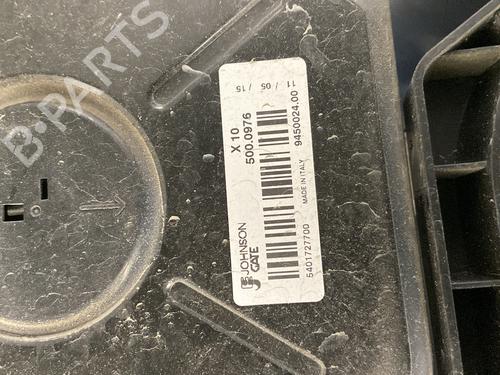 B-PARTS
JOHNSON
GATE
X 10
500.0976
11 / 05 / 15
5401727700
MADE IN ITALY
9450024.00